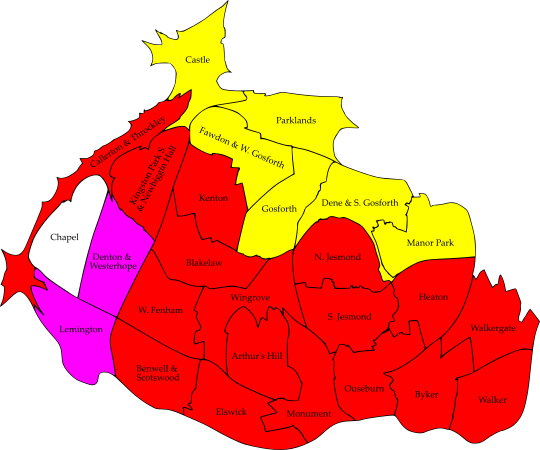 Castle
Parklands
Callerton & Throckley
Fawdon & W. Gosforth
Kingston Park S.
& Newbiggin Hall
Kenton
Gosforth
Dene & S. Gosforth
Chapel
Manor Park
Denton &
Westerhope
Blakelaw
N. Jesmond
Wingrove
Heaton
W. Fenham
S. Jesmond
Lemington
Walkergate
Arthur's Hill
Benwell &
Scotswood
Ouseburn
Byker
Walker
Elswick
Monument